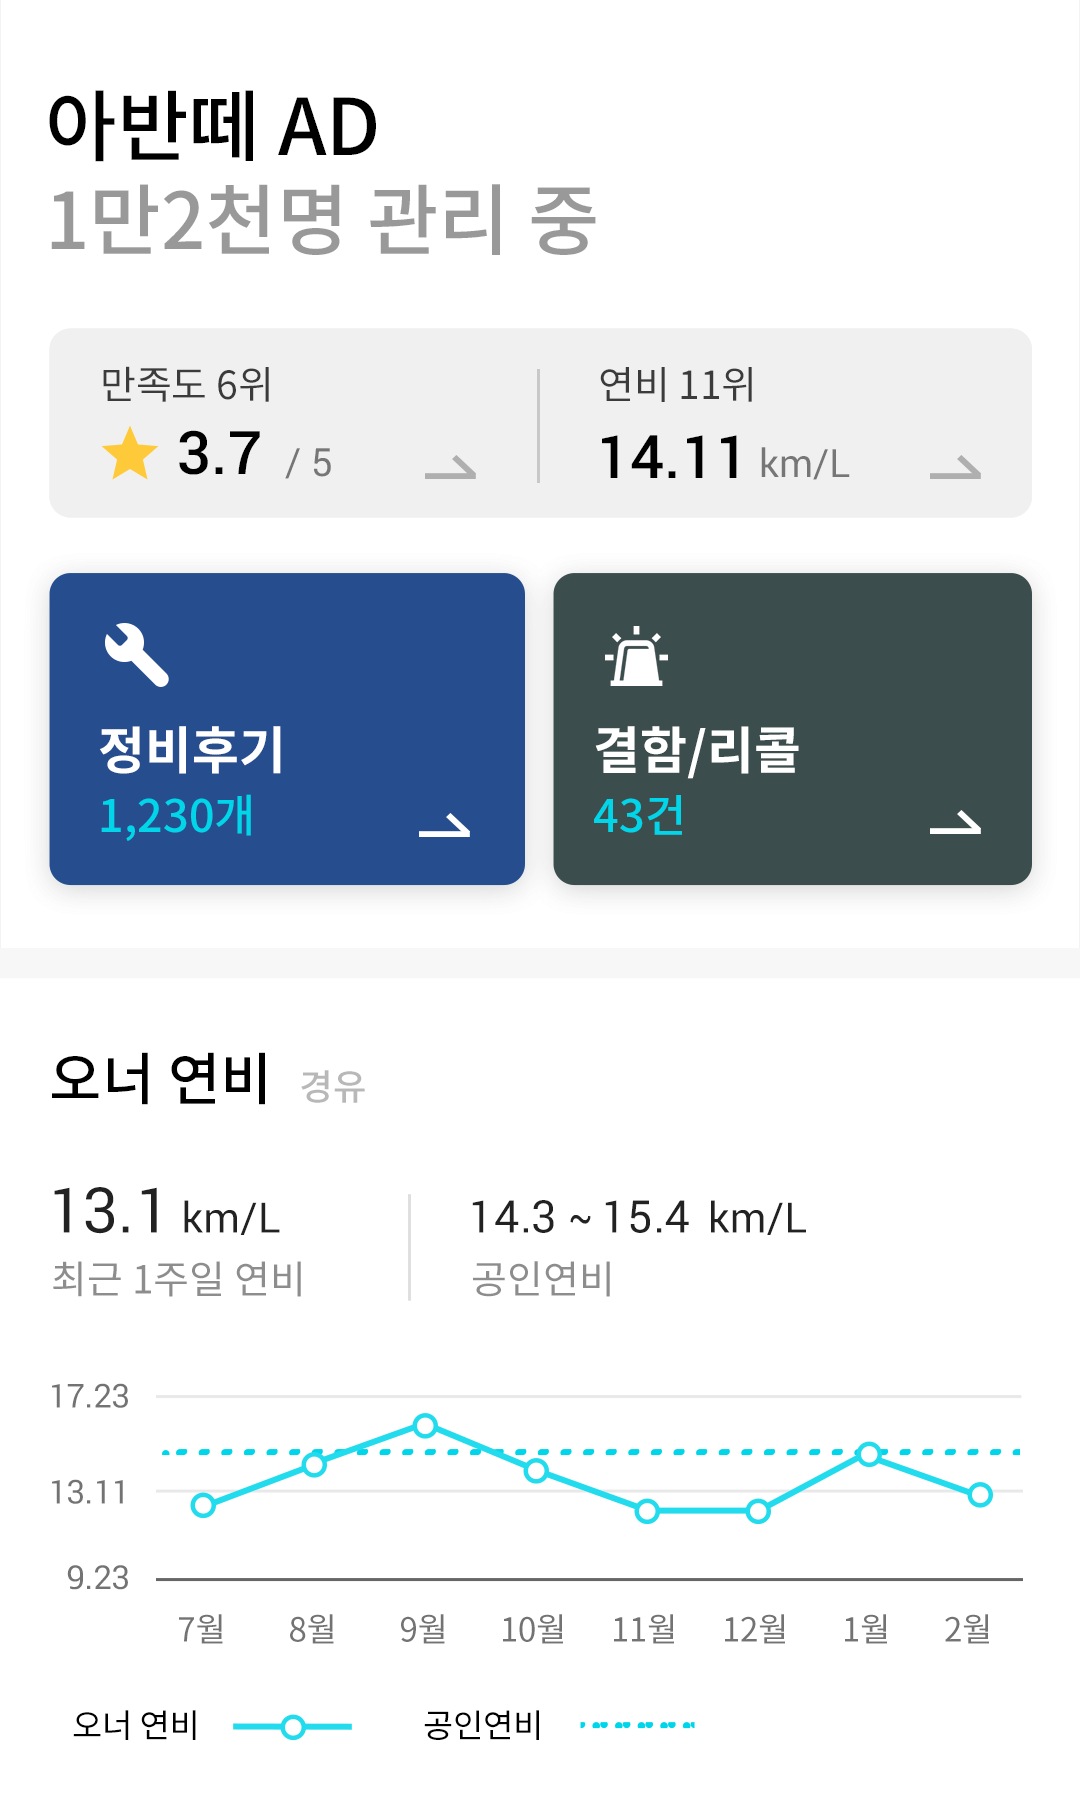 아반떼 AD
1만2천명 관리 중
만족도 6위
3.7 / 5
연비 11위
14.11 km/L
정비후기
1,230개
결함/리콜
43건
오너 연비 경유
13.1 km/L
최근 1주일 연비
14.3 ~ 15.4 km/L
공인연비
17.23
13.11
9.23
7월 8월 9월 10월 11월 12월 1월 2월
오너 연비 공인연비